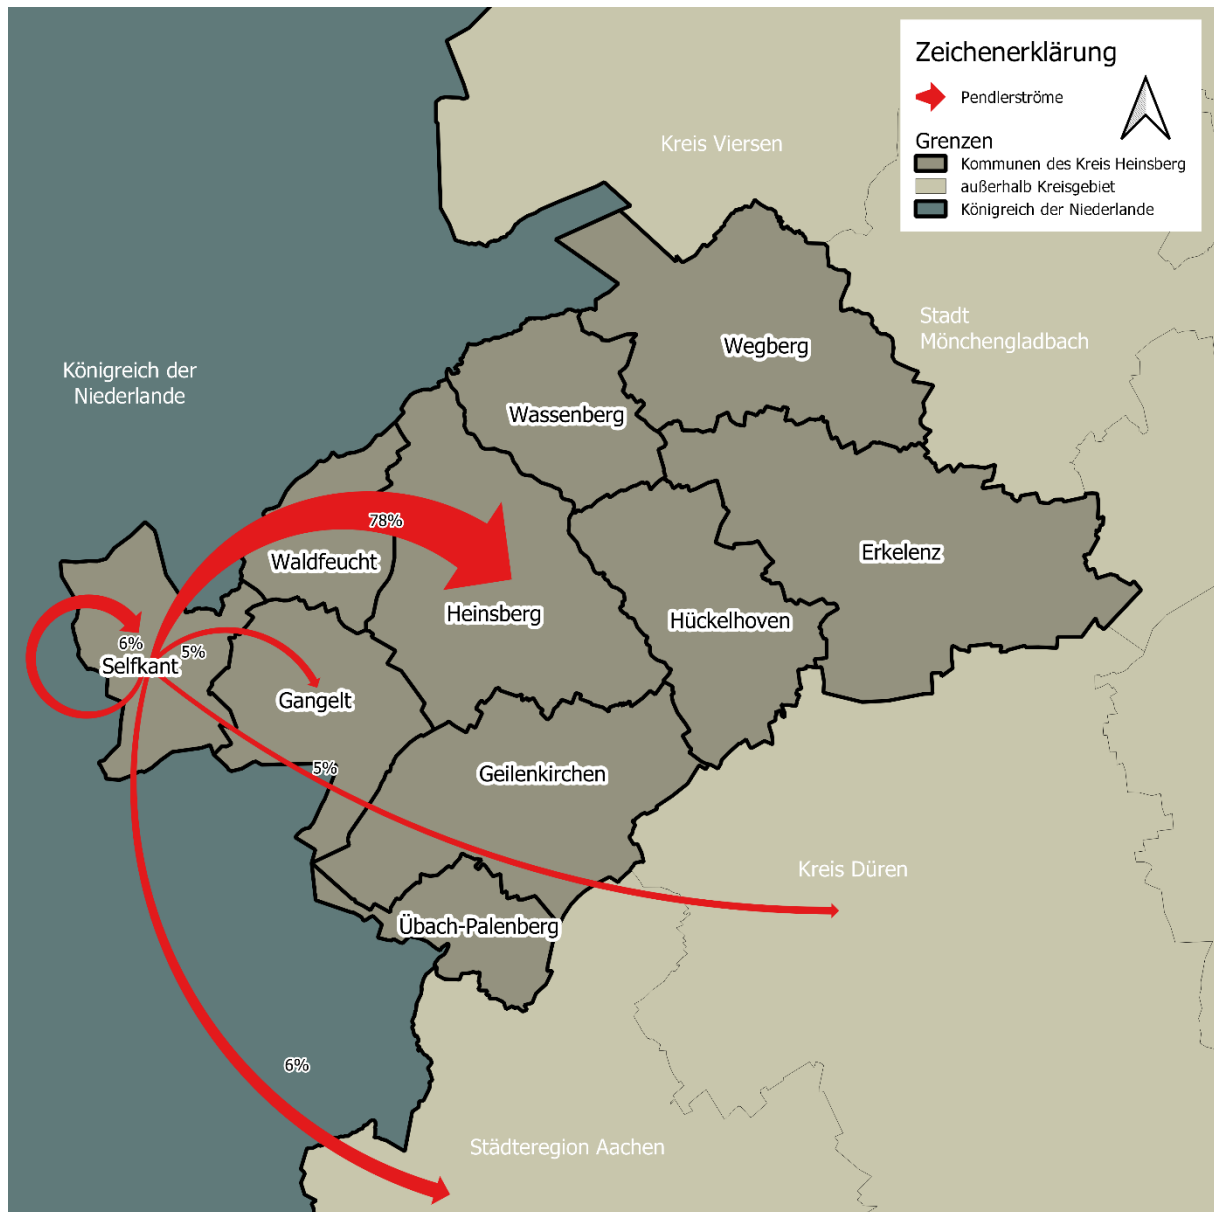 Zeichenerklärung
Pendlerströme
Grenzen
Kommunen des Kreis Heinsberg
außerhalb Kreisgebiet
Königreich der Niederlande
Kreis Viersen
Stadt
Mönchengladbach
Wegberg
Königreich der
Niederlande
Wassenberg
78%
Erkelenz
Waldfeucht
Heinsberg
Hückelhoven
6%
5%
Selfkant
Gangelt
5%
Geilenkirchen
Kreis Düren
Übach-Palenberg
6%
Städteregion Aachen